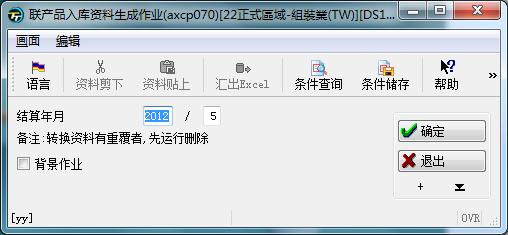 联产品入库资料生成作业(axcp070)[22正式區域-组裝業(TW)][DS1...
画面 编辑
语言 资料剪下 资料贴上 汇出Excel 条件查询 条件储存 帮助 »
结算年月 2012 / 5
备注:转换资料有重覆者,先运行删除
背景作业
确定
退出
+
[yy] OVR